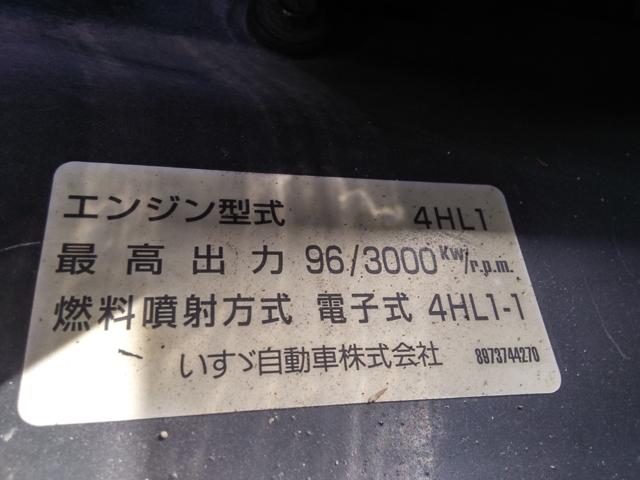 エンジン型式 4HL1
最高出力 96/3000 KW/r.p.m.
燃料噴射方式 電子式 4HL1-1
いすゞ自動車株式会社 8973744270